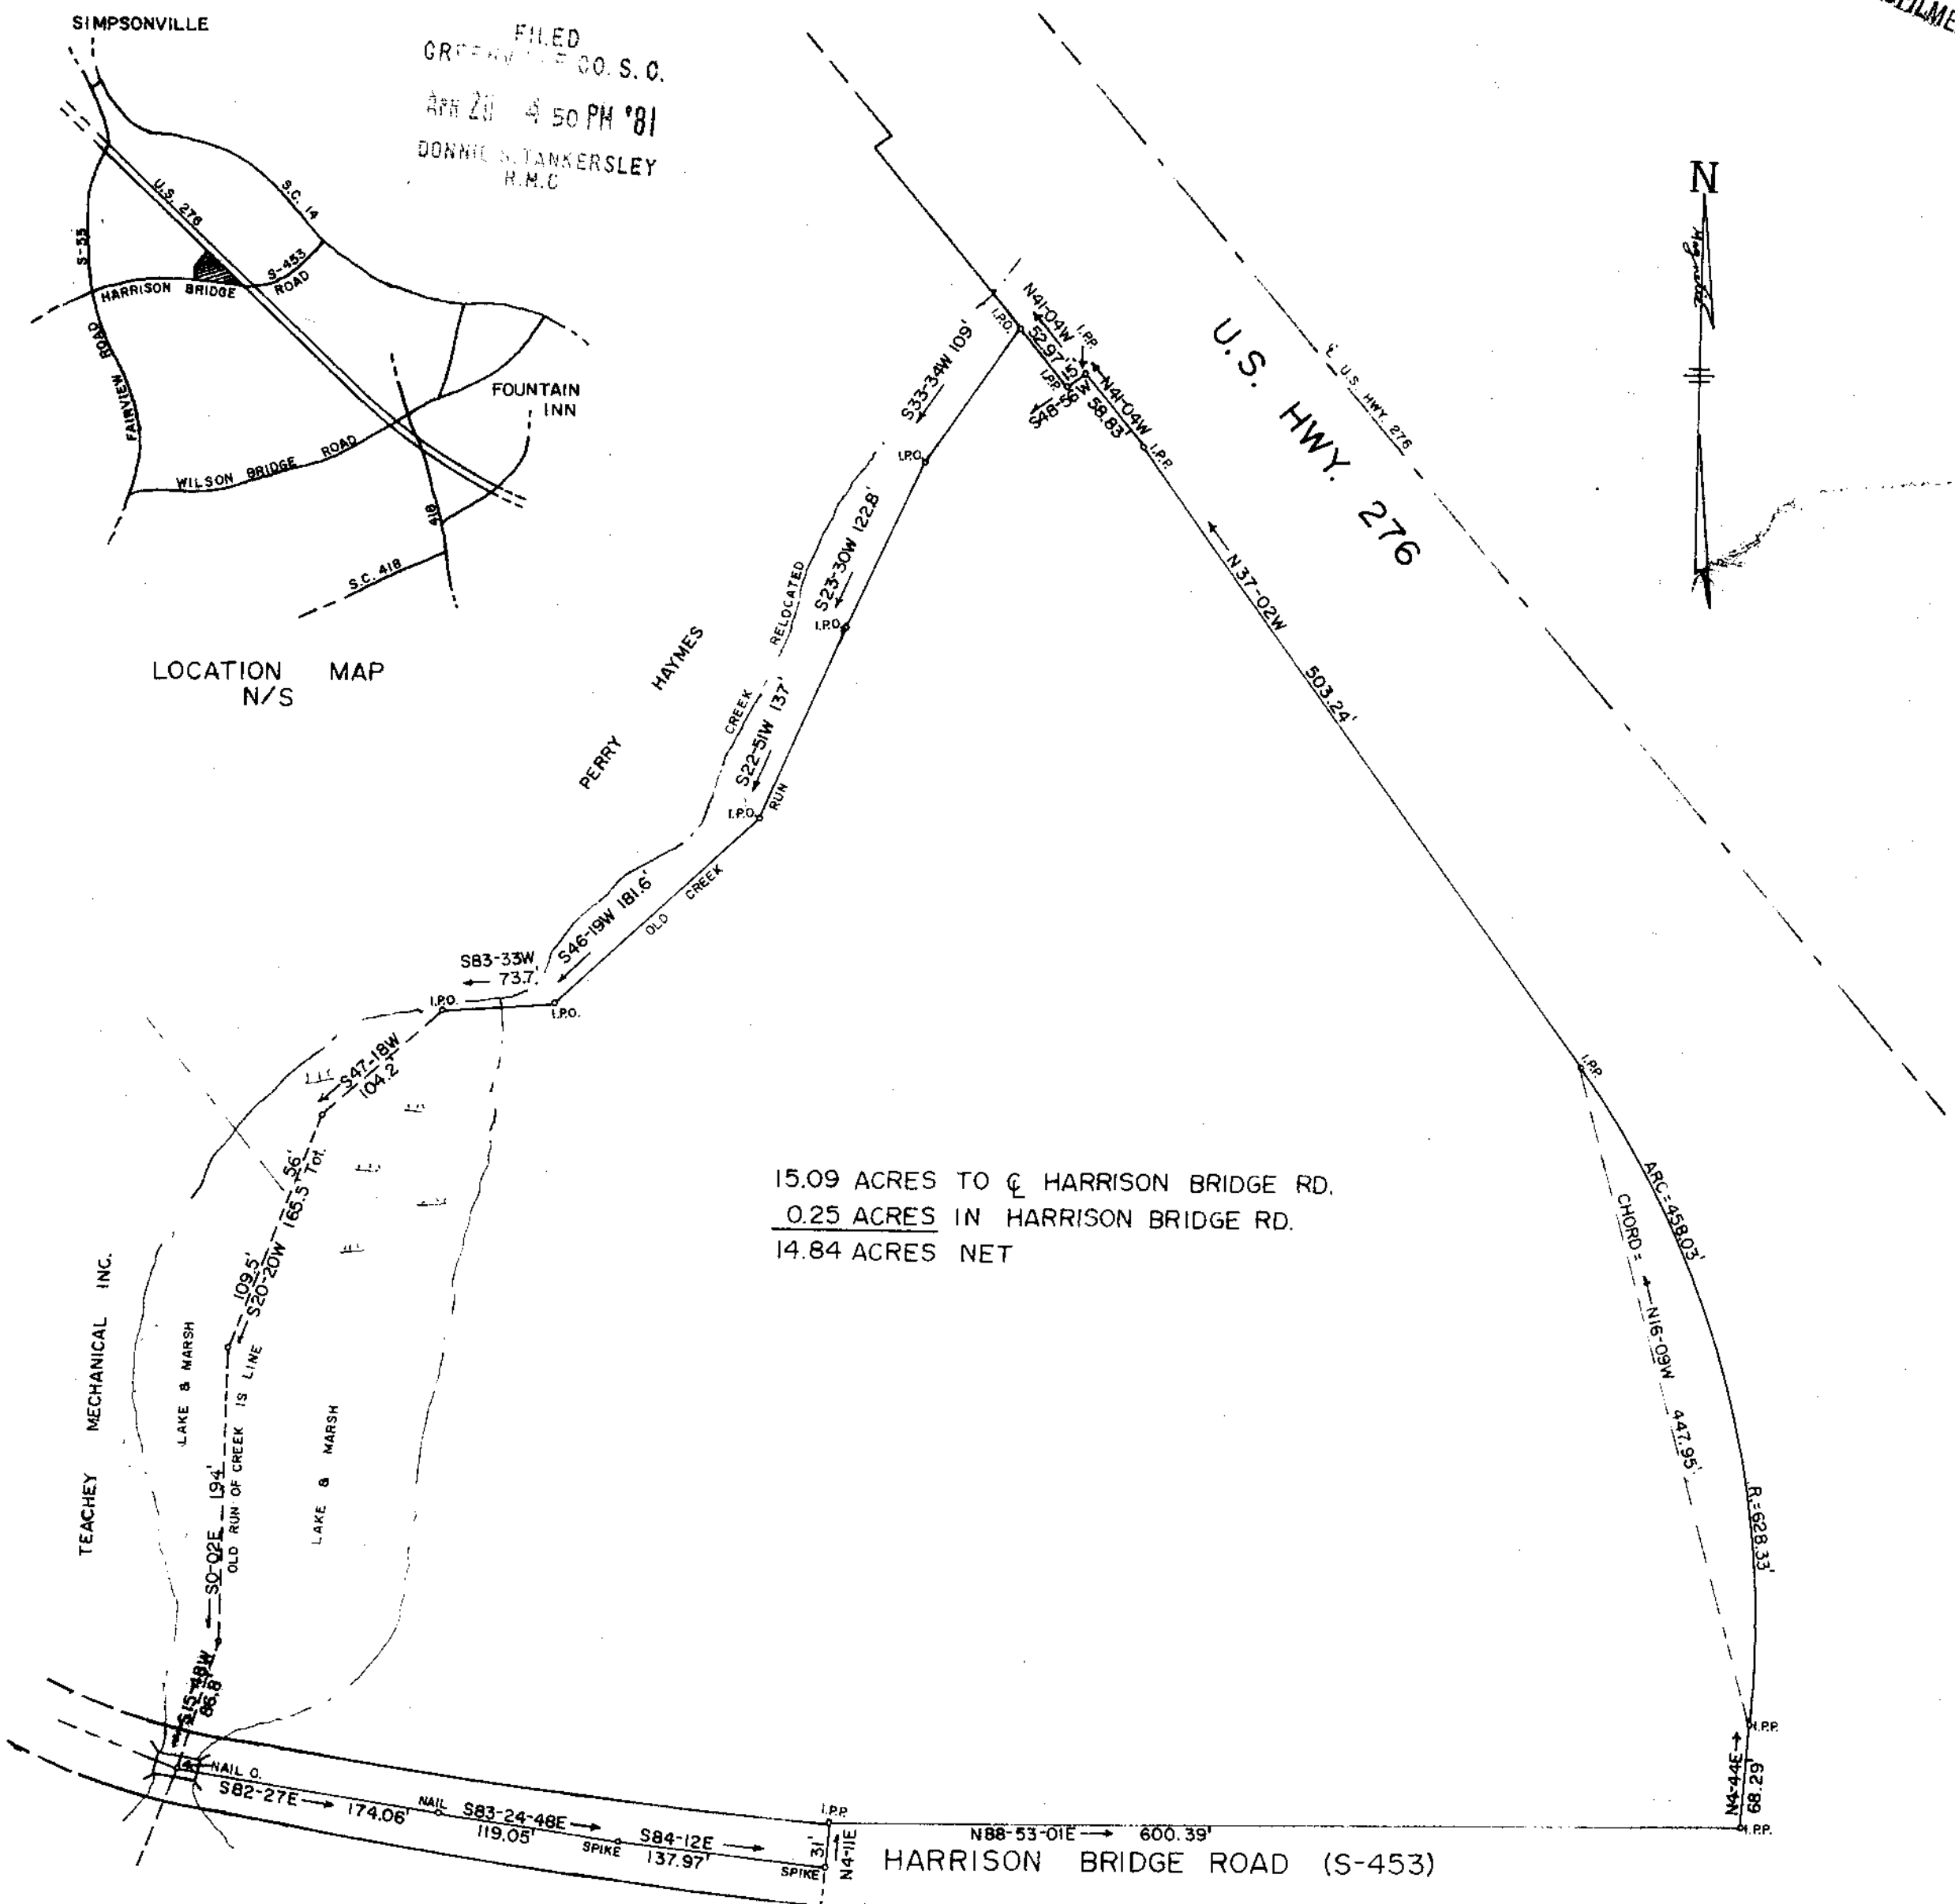 SIMPSONVILLE
FILED
CO. S. C.
4 50 PM '81
DONNIE S. TANKERSLEY
R.M.C
N
U.S. 276
S.C. 14
S-55
S-453
HARRISON BRIDGE ROAD
FAIRVIEW ROAD
FOUNTAIN
INN
WILSON BRIDGE ROAD
418
S.C. 418
LOCATION MAP
N/S
U.S. HWY. 276
℄ U.S. HWY. 276
N41-04W
52.97'
I.P.O.
I.P.P.
I.P.P.
S48-56W
15'
N41-04W
58.83'
I.P.P.
S33-34W 109'
I.P.O.
S23-30W 122.8'
I.P.O.
S22-51W 137'
I.P.O.
CREEK RELOCATED
PERRY HAYMES
N37-02W
503.24'
OLD CREEK RUN
S46-19W 181.6'
S83-33W
73.7'
I.P.O.
I.P.O.
S47-18W
104.2'
I.P.P.
56'
165.5' Tot.
109.5'
S20-20W
15.09 ACRES TO ℄ HARRISON BRIDGE RD.
0.25 ACRES IN HARRISON BRIDGE RD.
14.84 ACRES NET
ARC=458.03'
CHORD= N16-09W 447.95'
R.=628.33'
TEACHEY MECHANICAL INC.
LAKE & MARSH
LAKE & MARSH
S0-02E 194'
OLD RUN OF CREEK IS LINE
S15-48W
86.8'
I.P.P.
N4-44E
68.29'
I.P.P.
NAIL O.
S82-27E 174.06'
NAIL
S83-24-48E
119.05'
SPIKE
S84-12E
137.97'
SPIKE
I.P.P.
31'
N4-11E
N88-53-01E 600.39'
HARRISON BRIDGE ROAD (S-453)